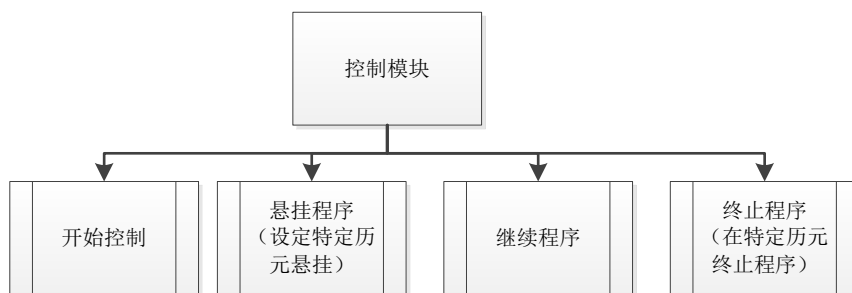 控制模块
开始控制
悬挂程序
（设定特定历
元悬挂）
继续程序
终止程序
（在特定历元
终止程序）